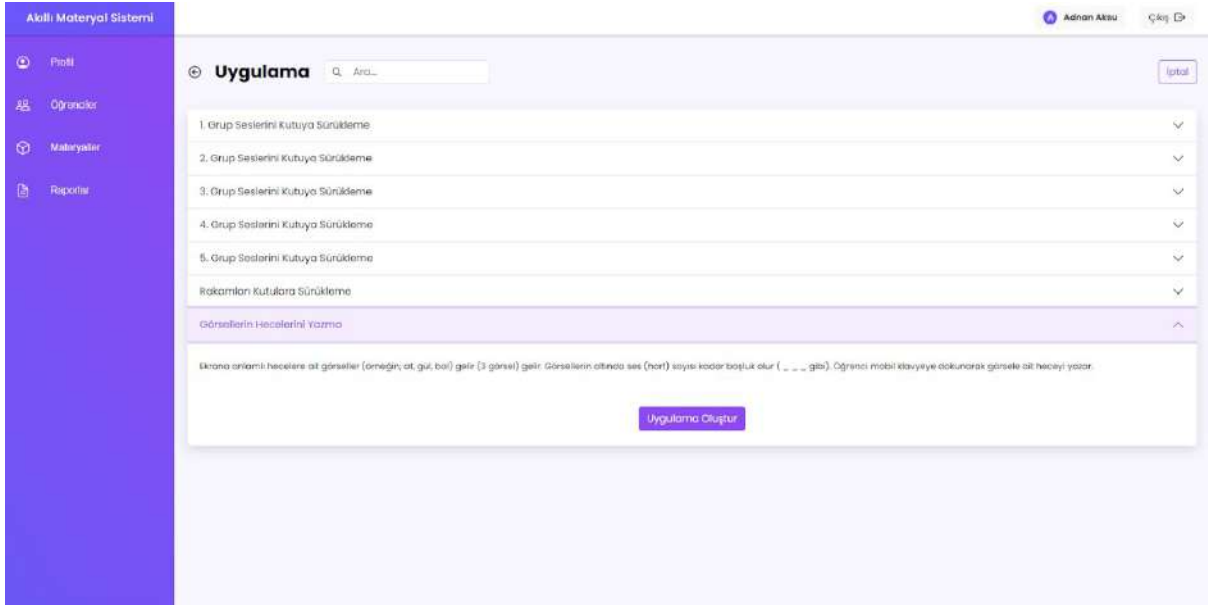 Akıllı Materyal Sistemi
Adnan Aksu
Çıkış
Profil
Öğrenciler
Materyaller
Raporlar
Uygulama
Ara...
İptal
1. Grup Seslerini Kutuya Sürükleme
2. Grup Seslerini Kutuya Sürükleme
3. Grup Seslerini Kutuya Sürükleme
4. Grup Seslerini Kutuya Sürükleme
5. Grup Seslerini Kutuya Sürükleme
Rakamları Kutulara Sürükleme
Görsellerin Hecelerini Yazma
Ekrana anlamlı hecelere ait görseller (örneğin; at, gül, bal) gelir (3 görsel) gelir. Görsellerin altında ses (harf) sayısı kadar boşluk olur ( _ _ _ gibi). Öğrenci mobil klavyeye dokunarak görsele ait heceyi yazar.
Uygulama Oluştur